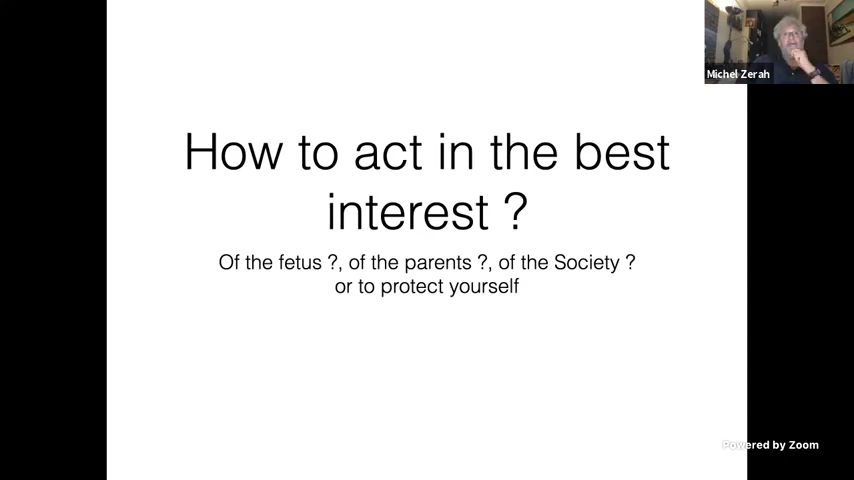 Michel Zerah
How to act in the best
interest ?
Of the fetus ?, of the parents ?, of the Society ?
or to protect yourself
Powered by Zoom